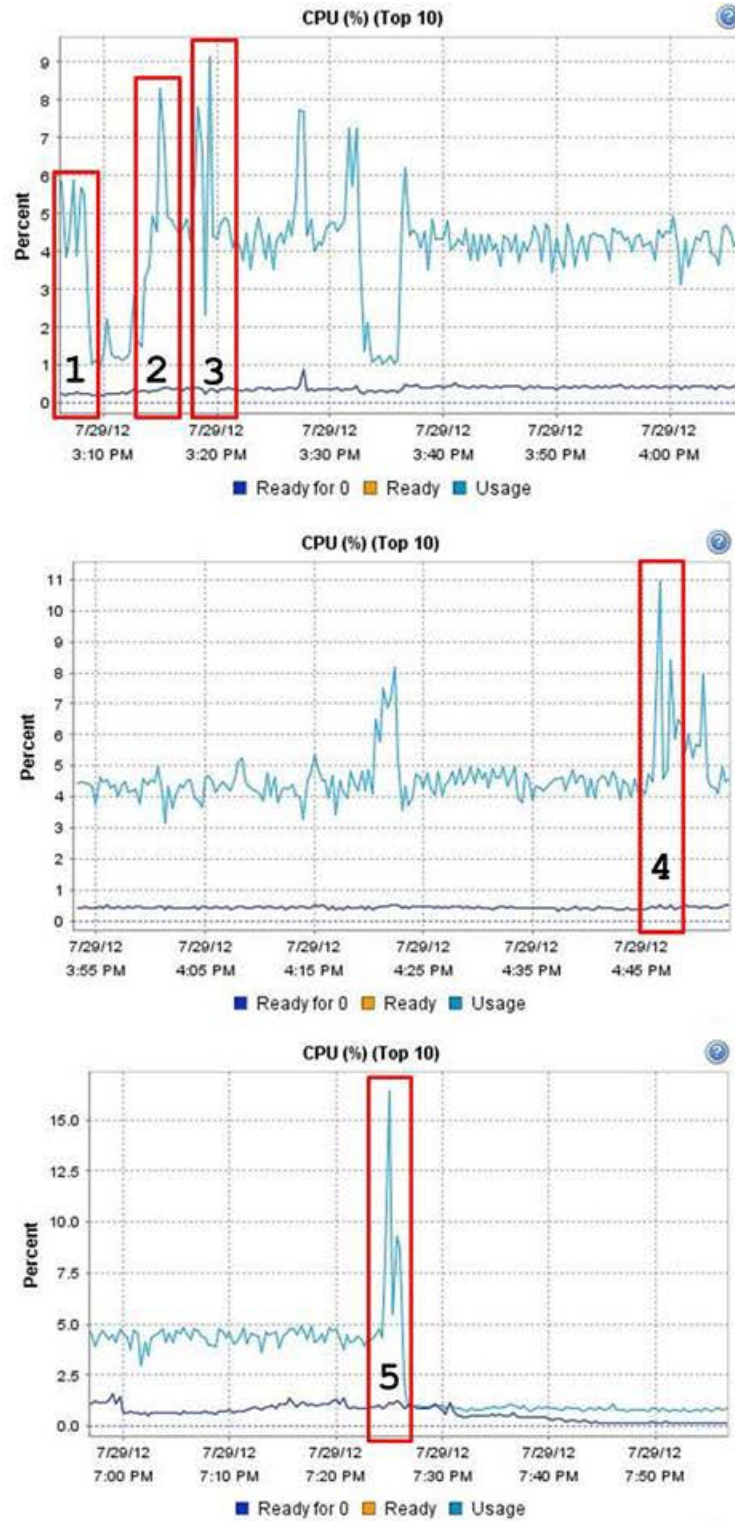 CPU (%) (Top 10)
?
9
8
7
6
5
4
3
2
1
0
Percent
1
2
3
7/29/12 7/29/12 7/29/12 7/29/12 7/29/12 7/29/12
3:10 PM 3:20 PM 3:30 PM 3:40 PM 3:50 PM 4:00 PM
Ready for 0 Ready Usage
CPU (%) (Top 10)
?
11
10
9
8
7
6
5
4
3
2
1
0
Percent
4
7/29/12 7/29/12 7/29/12 7/29/12 7/29/12 7/29/12
3:55 PM 4:05 PM 4:15 PM 4:25 PM 4:35 PM 4:45 PM
Ready for 0 Ready Usage
CPU (%) (Top 10)
?
15.0
12.5
10.0
7.5
5.0
2.5
0.0
Percent
5
7/29/12 7/29/12 7/29/12 7/29/12 7/29/12 7/29/12
7:00 PM 7:10 PM 7:20 PM 7:30 PM 7:40 PM 7:50 PM
Ready for 0 Ready Usage